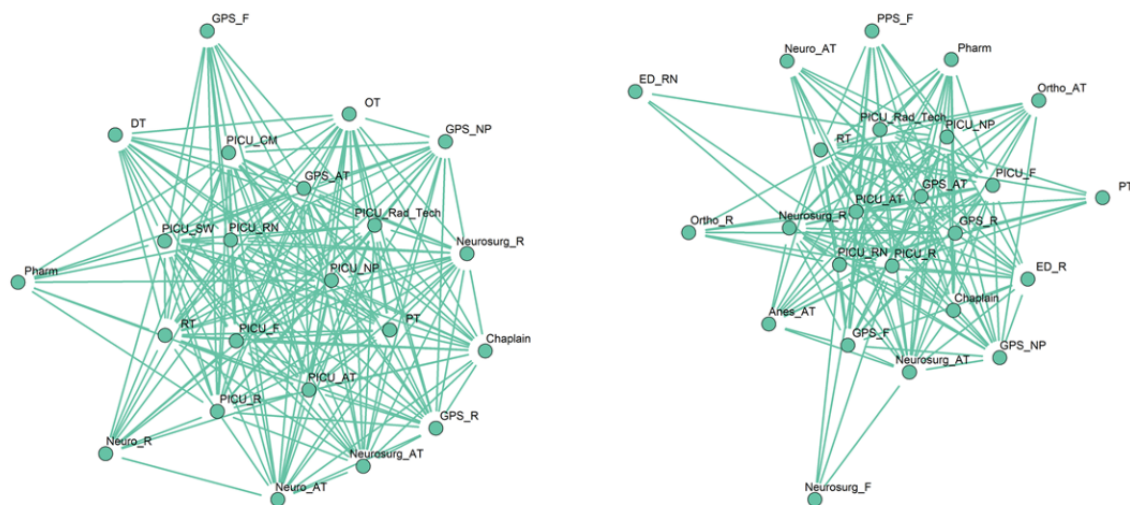 GPS_F
OT
DT
GPS_NP
PICU_CM
GPS_AT
PICU_Rad_Tech
PICU_SW
PICU_RN
Neurosurg_R
Pharm
PICU_NP
RT
PICU_F
PT
Chaplain
PICU_AT
PICU_R
GPS_R
Neuro_R
Neurosurg_AT
Neuro_AT
PPS_F
Neuro_AT
Pharm
ED_RN
Ortho_AT
PICU_Rad_Tech
PICU_NP
RT
PICU_F
PT
PICU_AT
GPS_AT
Ortho_R
Neurosurg_R
GPS_R
PICU_RN
PICU_R
ED_R
Chaplain
Anes_AT
GPS_F
GPS_NP
Neurosurg_AT
Neurosurg_F